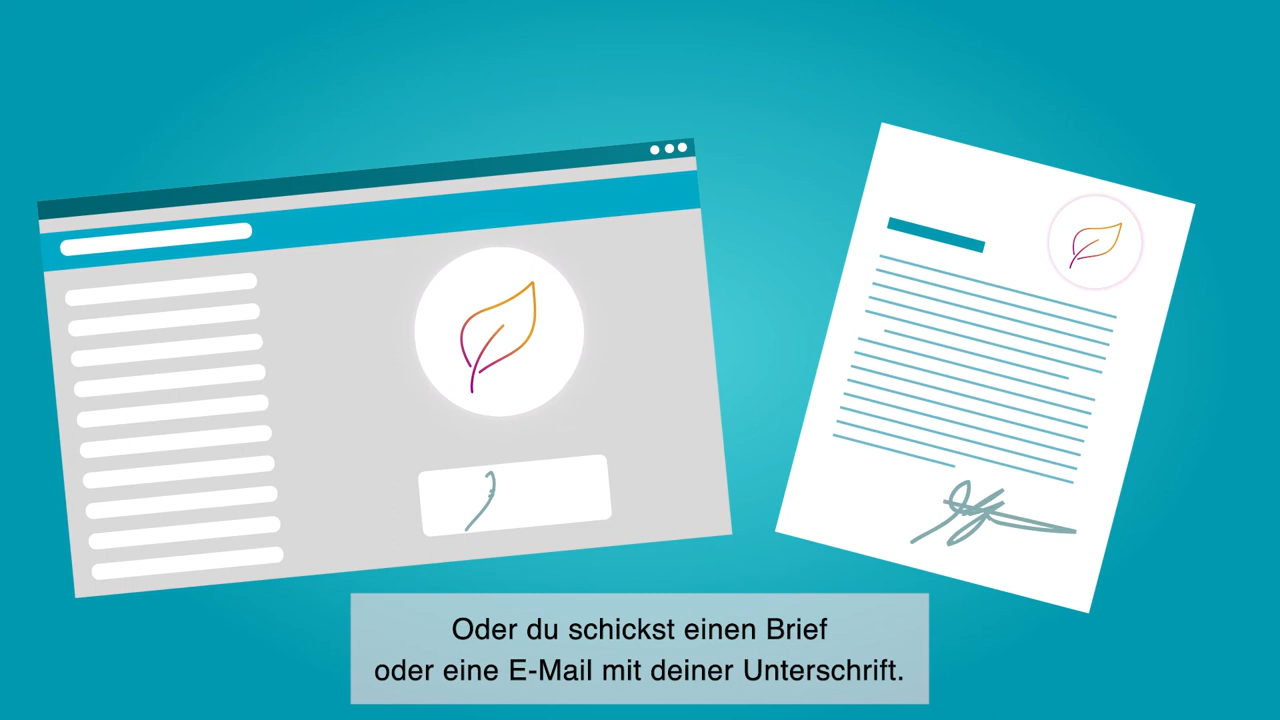 Oder du schickst einen Brief
oder eine E-Mail mit deiner Unterschrift.